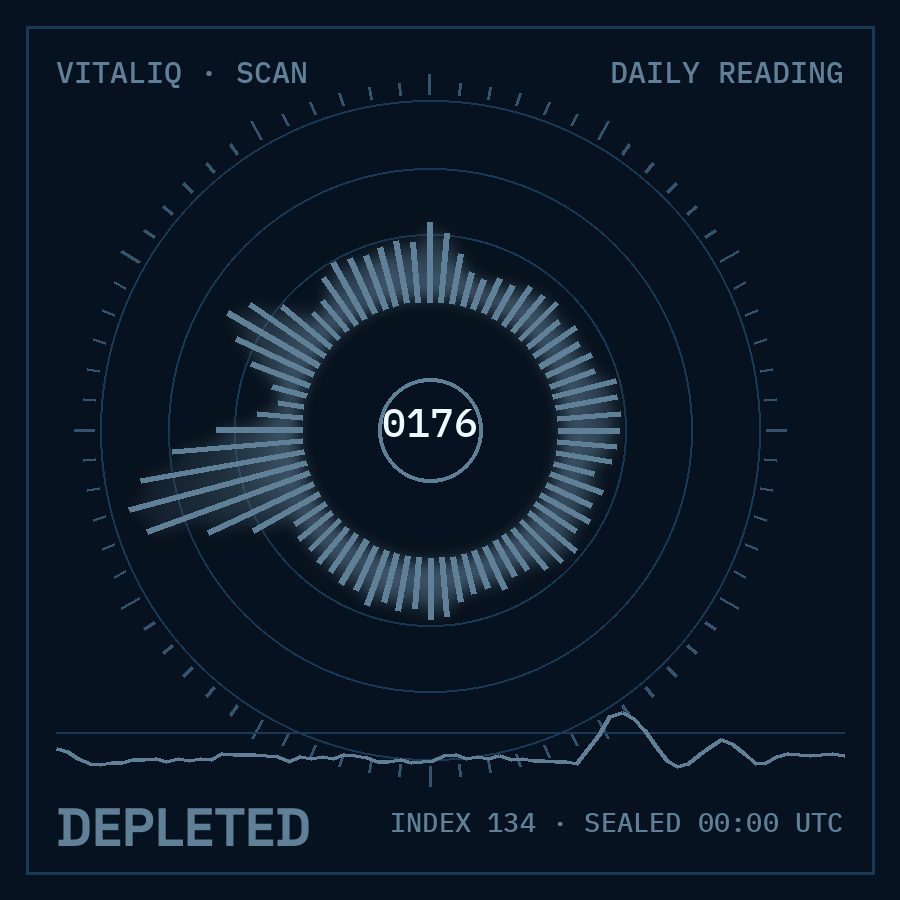 VITALIQ · SCAN
DAILY READING
0176
DEPLETED
INDEX 134 · SEALED 00:00 UTC